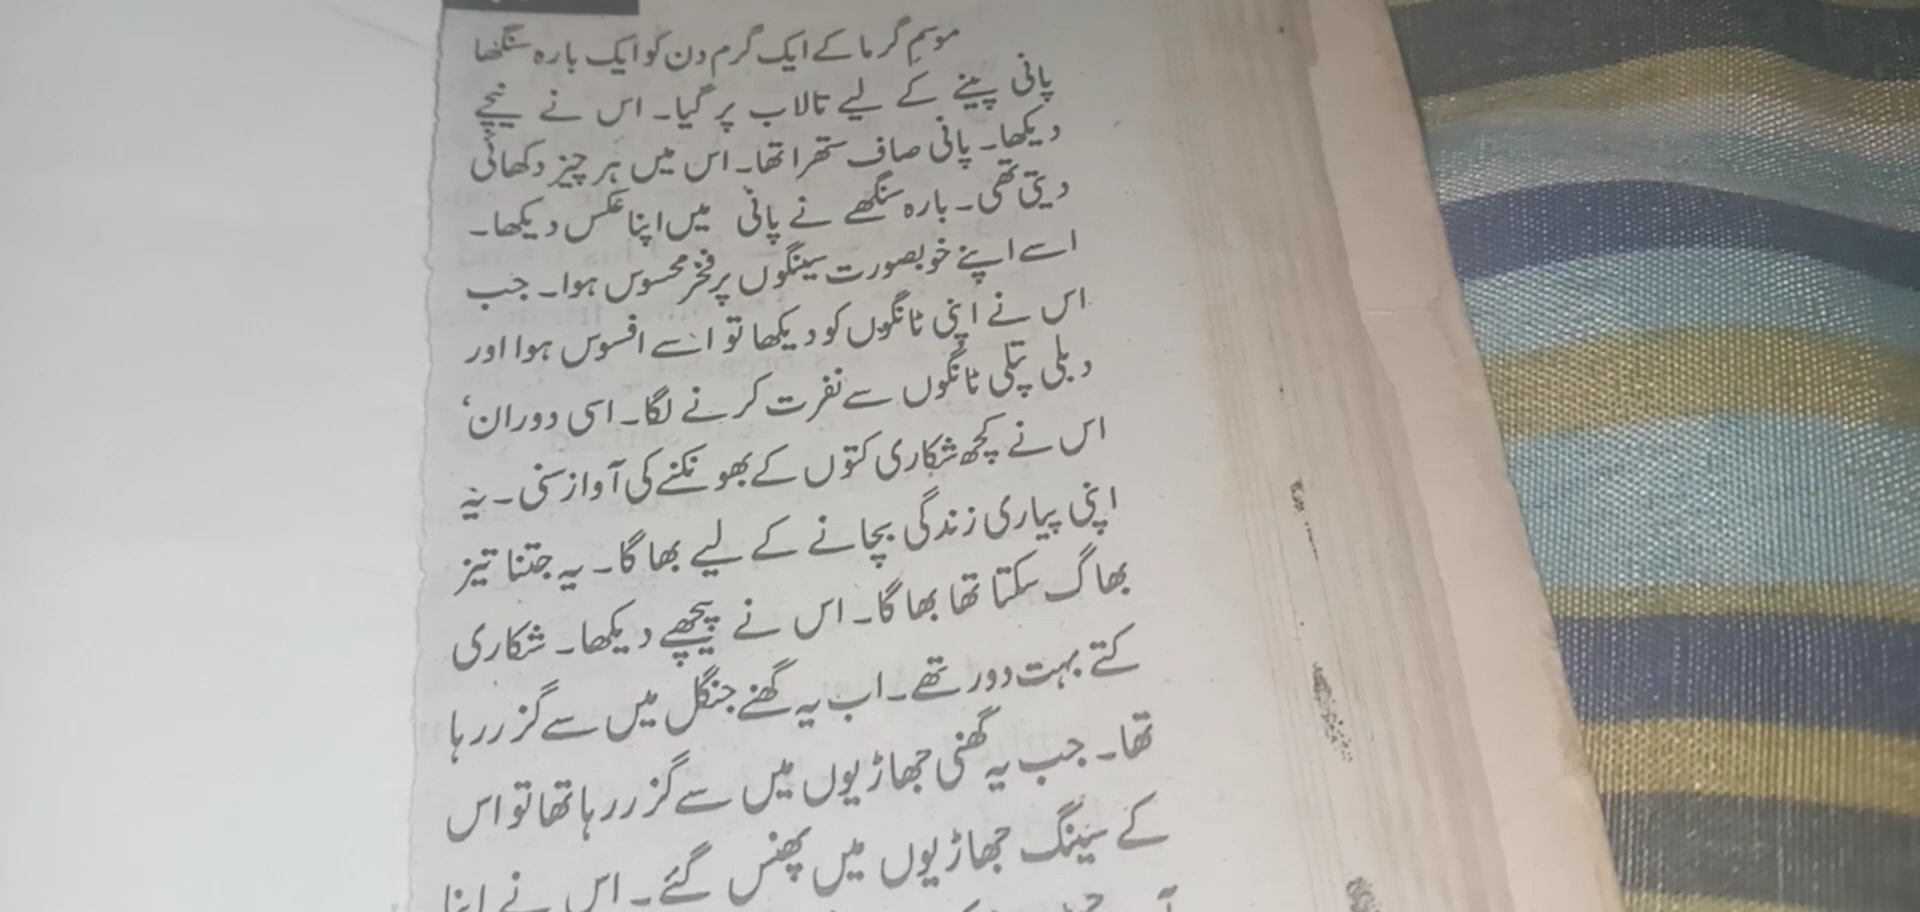 موسم گرما کے ایک گرم دن کو ایک بارہ سنگھا
پانی پینے کے لیے تالاب پر گیا۔ اس نے نیچے
دیکھا۔ پانی صاف ستھرا تھا۔ اس میں ہر چیز دکھائی
دیتی تھی۔ بارہ سنگھے نے پانی میں اپنا عکس دیکھا۔
اسے اپنے خوبصورت سینگوں پر فخر محسوس ہوا۔ جب
اس نے اپنی ٹانگوں کو دیکھا تو اسے افسوس ہوا اور
دبلی پتلی ٹانگوں سے نفرت کرنے لگا۔ اسی دوران‘
اس نے کچھ شکاری کتوں کے بھونکنے کی آواز سنی۔ یہ
اپنی پیاری زندگی بچانے کے لیے بھاگا۔ یہ جتنا تیز
بھاگ سکتا تھا بھاگا۔ اس نے پیچھے دیکھا۔ شکاری
کتے بہت دور تھے۔ اب یہ گھنے جنگل میں سے گزر رہا
تھا۔ جب یہ گھنی جھاڑیوں میں سے گزر رہا تھا تو اس
کے سینگ جھاڑیوں میں پھنس گئے۔ اس نے اپنا